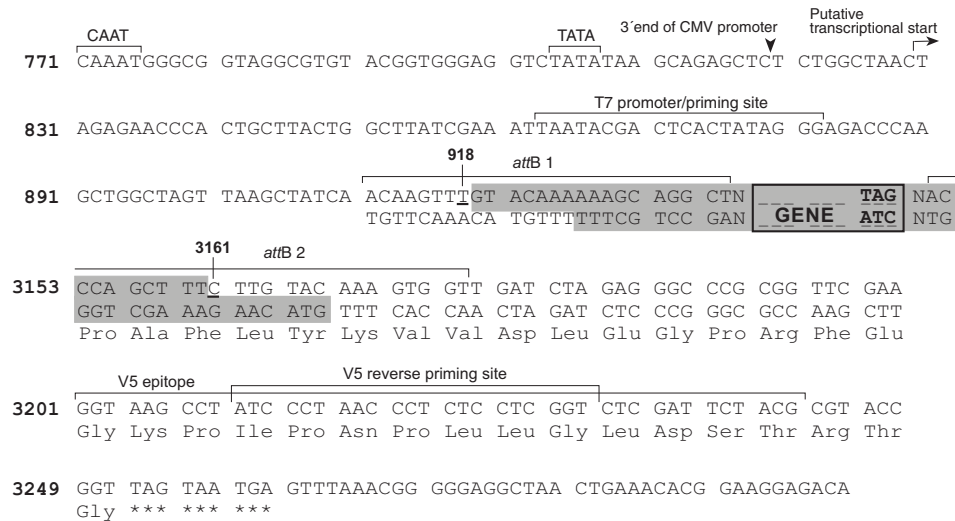 CAAT TATA 3´end of CMV promoter Putative transcriptional start
771 CAAATGGGCG GTAGGCGTGT ACGGTGGGAG GTCTATATAA GCAGAGCTCT CTGGCTAACT
T7 promoter/priming site
831 AGAGAACCCA CTGCTTACTG GCTTATCGAA ATTAATACGA CTCACTATAG GGAGACCCAA
918 attB 1
891 GCTGGCTAGT TAAGCTATCA ACAAGTTTGT ACAAAAAAGC AGGCTN GENE TAG NAC
TGTTCAAACA TGTTTTTTCG TCCGAN ATC NTG
3161 attB 2
3153 CCA GCT TTC TTG TAC AAA GTG GTT GAT CTA GAG GGC CCG CGG TTC GAA
GGT CGA AAG AAC ATG TTT CAC CAA CTA GAT CTC CCG GGC GCC AAG CTT
Pro Ala Phe Leu Tyr Lys Val Val Asp Leu Glu Gly Pro Arg Phe Glu
V5 epitope V5 reverse priming site
3201 GGT AAG CCT ATC CCT AAC CCT CTC CTC GGT CTC GAT TCT ACG CGT ACC
Gly Lys Pro Ile Pro Asn Pro Leu Leu Gly Leu Asp Ser Thr Arg Thr
3249 GGT TAG TAA TGA GTTTAAACGG GGGAGGCTAA CTGAAACACG GAAGGAGACA
Gly *** *** ***